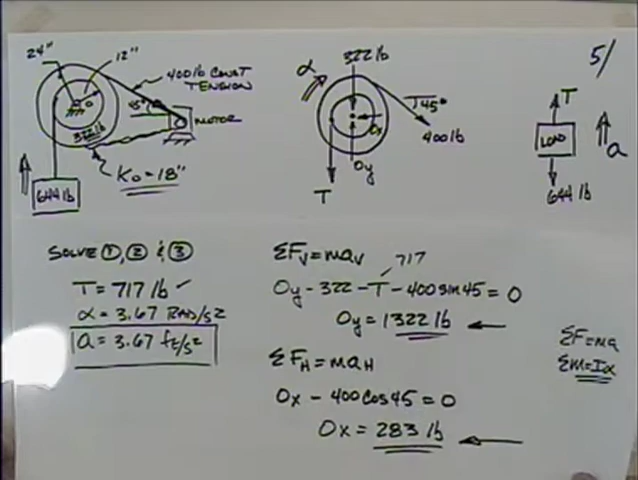 24"
12"
400 lb CONST
TENSION
45°
O
MOTOR
322 lb
K₀ = 18"
644 lb
322 lb
α
45°
Ox
400 lb
Oy
T
5/
T
LOAD
a
644 lb
SOLVE ①, ② & ③
T = 717 lb ✓
α = 3.67 RAD/s²
a = 3.67 ft/s²
ΣFv = mav
717
Oy - 322 - T - 400 sin 45 = 0
Oy = 1322 lb
ΣFH = maH
Ox - 400 cos 45 = 0
Ox = 283 lb
ΣF = ma
ΣM = Iα